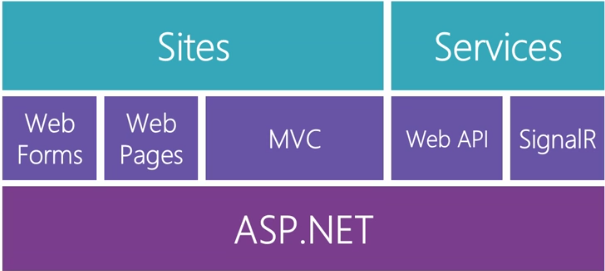 Sites
Services
Web
Forms
Web
Pages
MVC
Web API
SignalR
ASP.NET